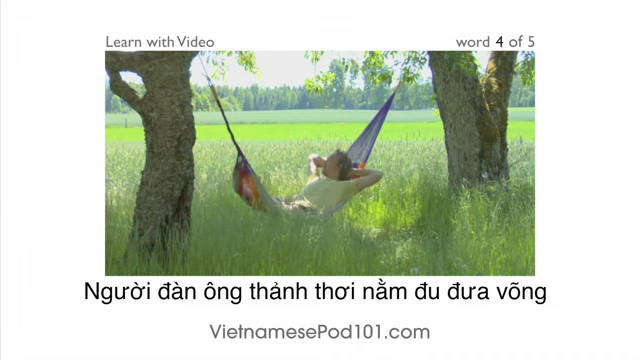 Learn with Video
word 4 of 5
Người đàn ông thảnh thơi nằm đu đưa võng
VietnamesePod101.com